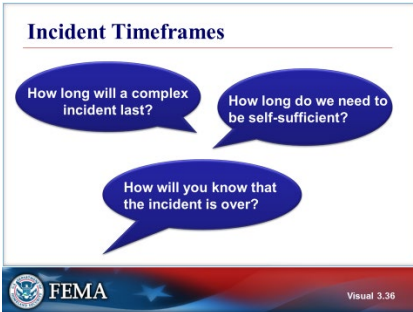 Incident Timeframes
How long will a complex
incident last?
How long do we need to
be self-sufficient?
How will you know that
the incident is over?
FEMA
Visual 3.36